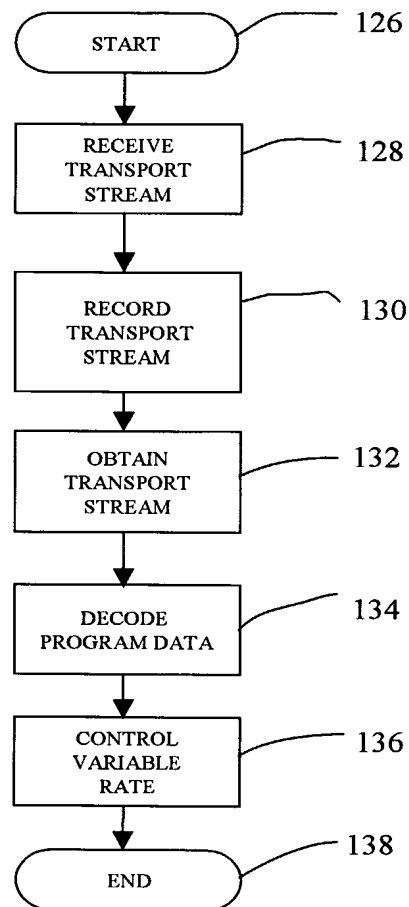 START
126
RECEIVE
TRANSPORT
STREAM
128
RECORD
TRANSPORT
STREAM
130
OBTAIN
TRANSPORT
STREAM
132
DECODE
PROGRAM DATA
134
CONTROL
VARIABLE
RATE
136
END
138